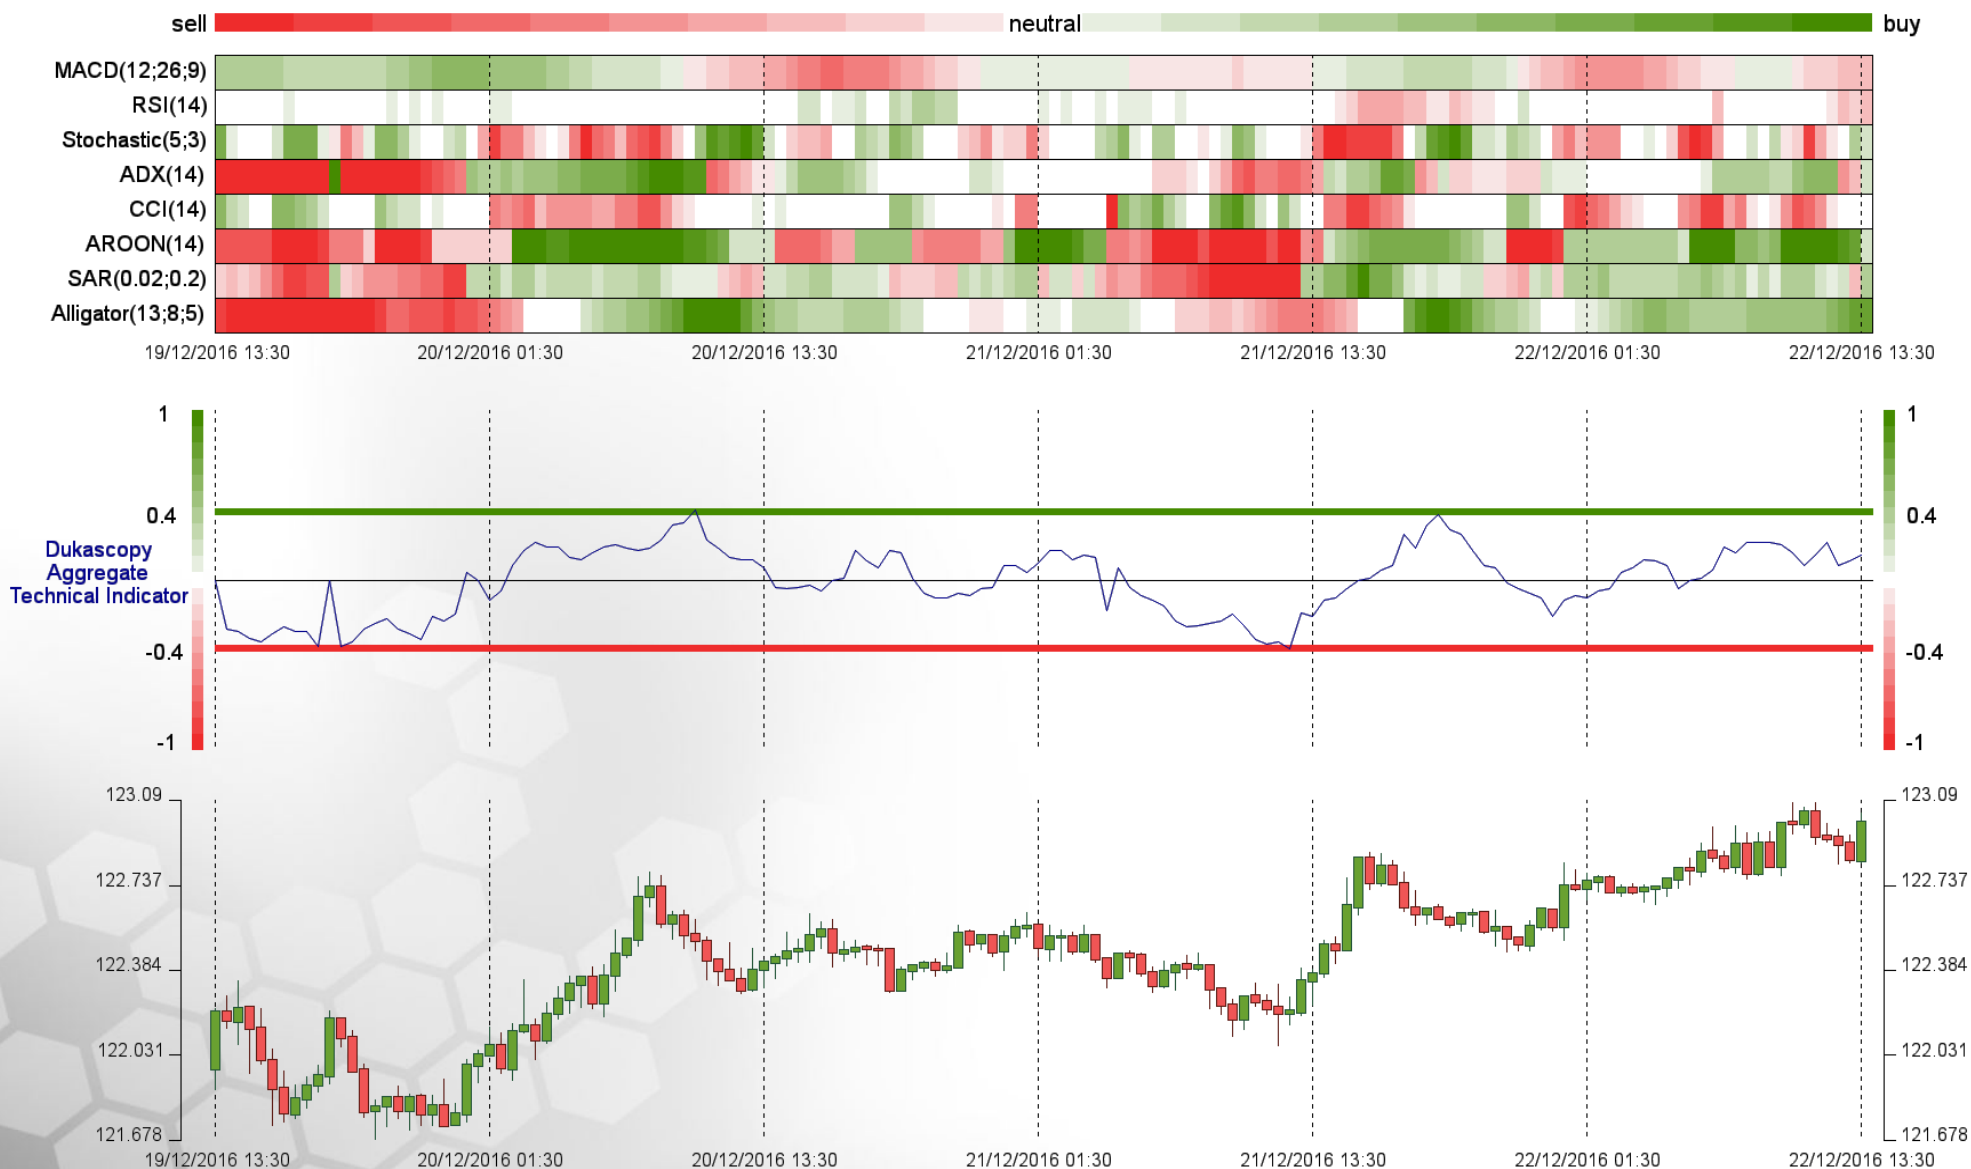 sell neutral buy
MACD(12;26;9)
RSI(14)
Stochastic(5;3)
ADX(14)
CCI(14)
AROON(14)
SAR(0.02;0.2)
Alligator(13;8;5)
19/12/2016 13:30 20/12/2016 01:30 20/12/2016 13:30 21/12/2016 01:30 21/12/2016 13:30 22/12/2016 01:30 22/12/2016 13:30
1 1
0.4 0.4
Dukascopy
Aggregate
Technical Indicator
-0.4 -0.4
-1 -1
123.09 123.09
122.737 122.737
122.384 122.384
122.031 122.031
121.678 121.678
19/12/2016 13:30 20/12/2016 01:30 20/12/2016 13:30 21/12/2016 01:30 21/12/2016 13:30 22/12/2016 01:30 22/12/2016 13:30